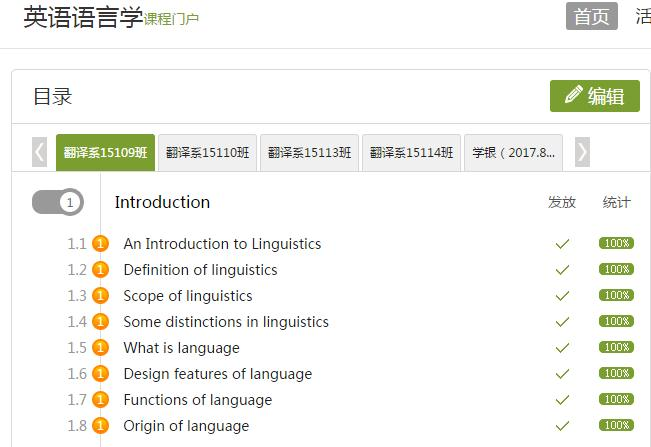 英语语言学课程门户 首页 活
目录 编辑
翻译系15109班 翻译系15110班 翻译系15113班 翻译系15114班 学银（2017.8...
1 Introduction 发放 统计
1.1 1 An Introduction to Linguistics 100%
1.2 1 Definition of linguistics 100%
1.3 1 Scope of linguistics 100%
1.4 1 Some distinctions in linguistics 100%
1.5 1 What is language 100%
1.6 1 Design features of language 100%
1.7 1 Functions of language 100%
1.8 1 Origin of language 100%